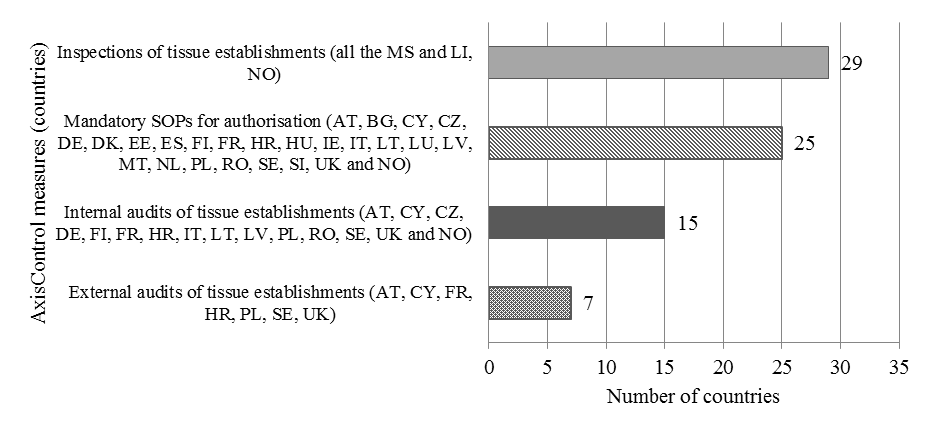 AxisControl measures (countries)
Inspections of tissue establishments (all the MS and LI,
NO)
29
Mandatory SOPs for authorisation (AT, BG, CY, CZ,
DE, DK, EE, ES, FI, FR, HR, HU, IE, IT, LT, LU, LV,
MT, NL, PL, RO, SE, SI, UK and NO)
25
Internal audits of tissue establishments (AT, CY, CZ,
DE, FI, FR, HR, IT, LT, LV, PL, RO, SE, UK and NO)
15
External audits of tissue establishments (AT, CY, FR,
HR, PL, SE, UK)
7
0 5 10 15 20 25 30 35
Number of countries